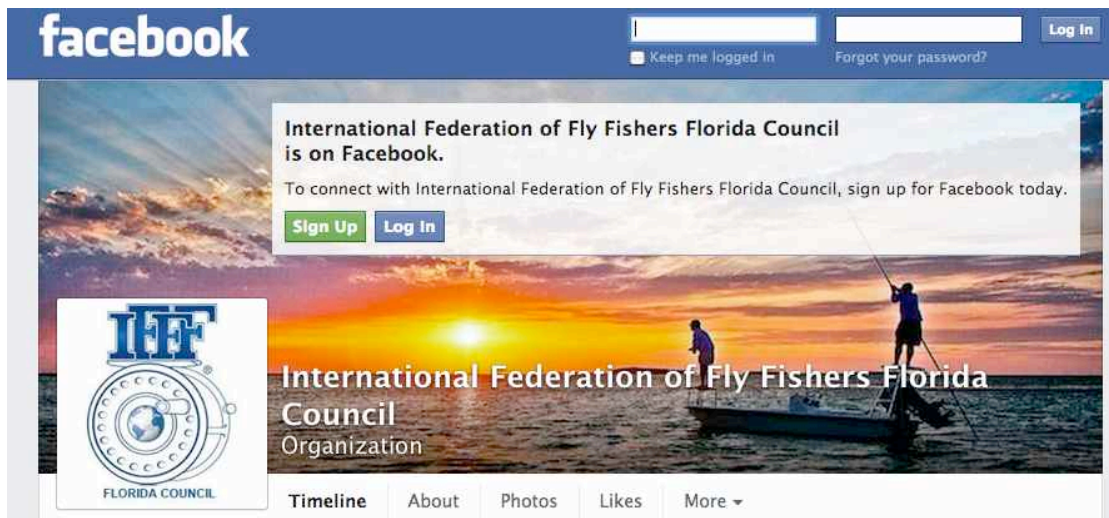 facebook
Log In
Keep me logged in
Forgot your password?
International Federation of Fly Fishers Florida Council
is on Facebook.
To connect with International Federation of Fly Fishers Florida Council, sign up for Facebook today.
Sign Up
Log In
IFFF
®
FLORIDA COUNCIL
International Federation of Fly Fishers Florida
Council
Organization
Timeline
About
Photos
Likes
More